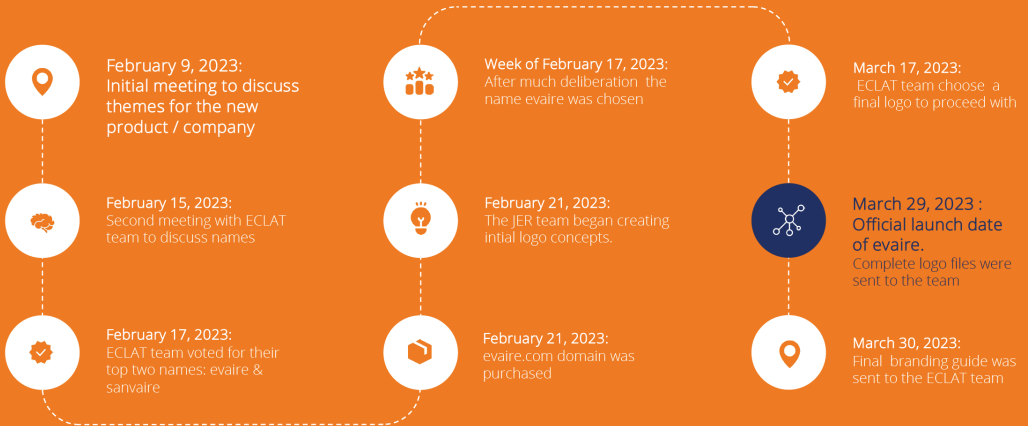 February 9, 2023:
Initial meeting to discuss
themes for the new
product / company
February 15, 2023:
Second meeting with ECLAT
team to discuss names
February 17, 2023:
ECLAT team voted for their
top two names: evaire &
sanvaire
Week of February 17, 2023:
After much deliberation the
name evaire was chosen
February 21, 2023:
The JER team began creating
intial logo concepts.
February 21, 2023:
evaire.com domain was
purchased
March 17, 2023:
ECLAT team choose a
final logo to proceed with
March 29, 2023 :
Official launch date
of evaire.
Complete logo files were
sent to the team
March 30, 2023:
Final branding guide was
sent to the ECLAT team